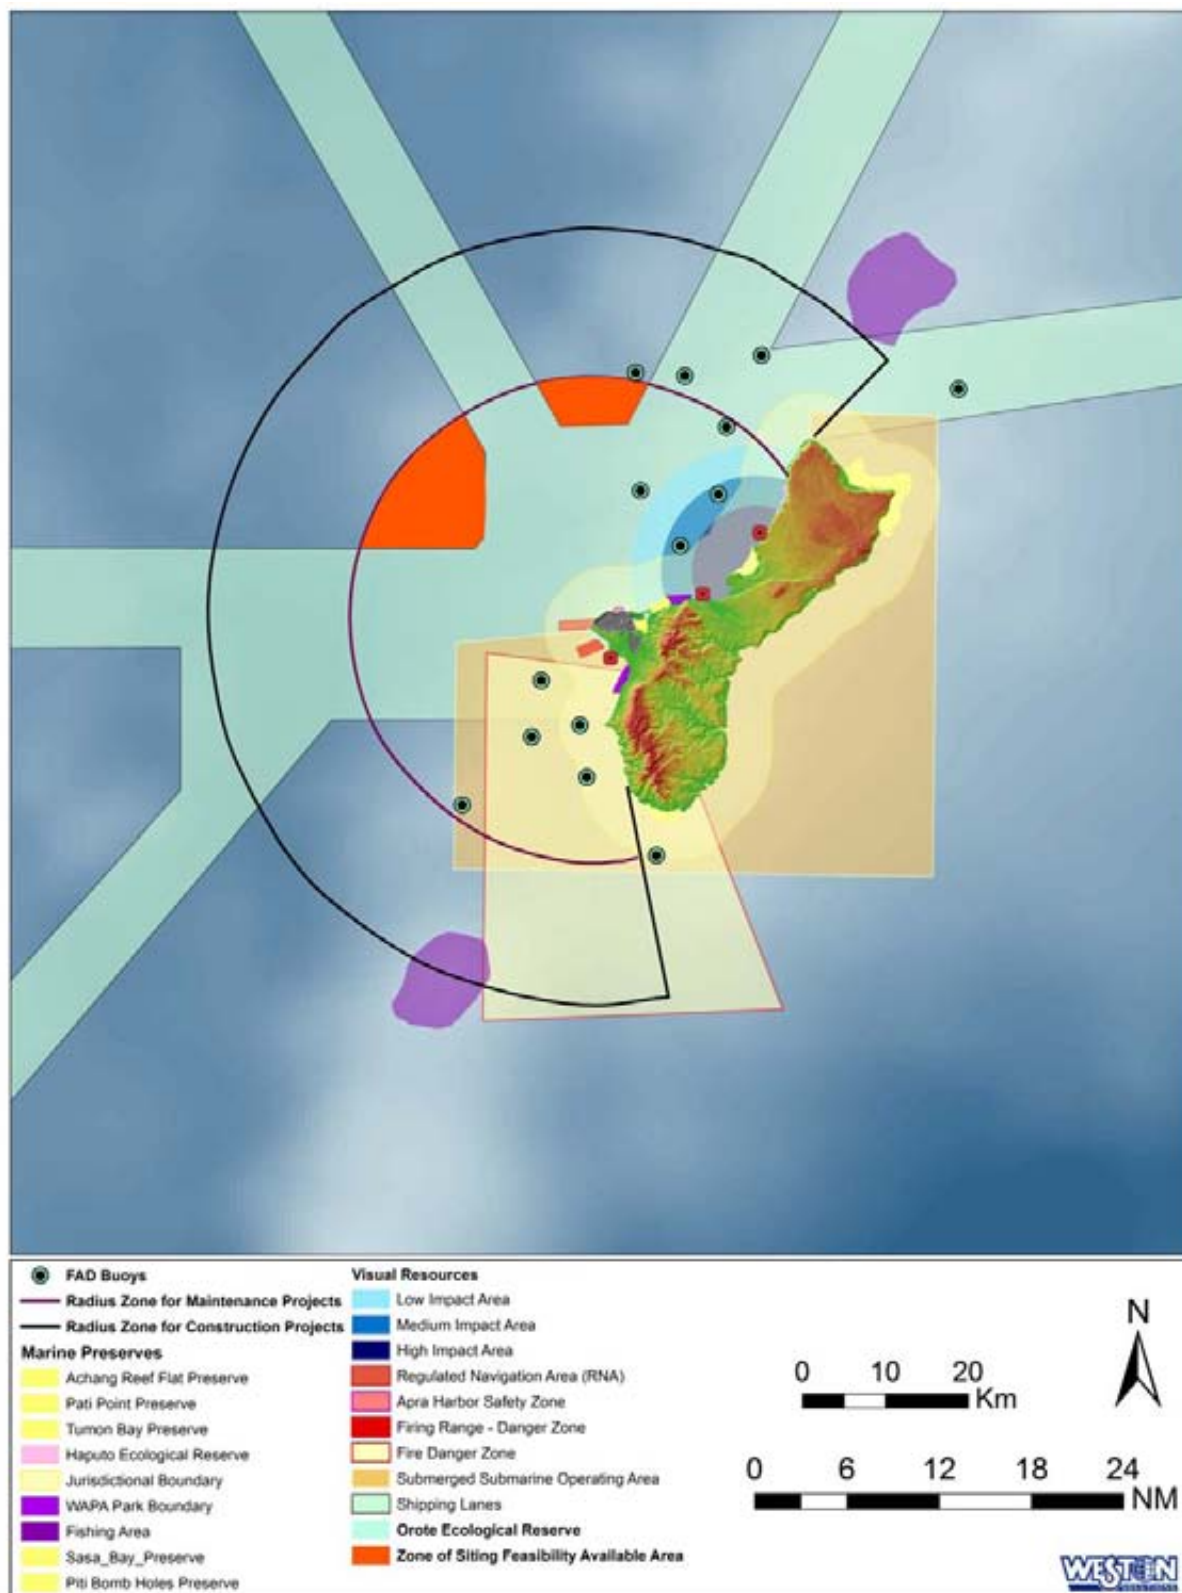 FAD Buoys
Radius Zone for Maintenance Projects
Radius Zone for Construction Projects
Marine Preserves
Achang Reef Flat Preserve
Pati Point Preserve
Tumon Bay Preserve
Haputo Ecological Reserve
Jurisdictional Boundary
WAPA Park Boundary
Fishing Area
Sasa_Bay_Preserve
Piti Bomb Holes Preserve
Visual Resources
Low Impact Area
Medium Impact Area
High Impact Area
Regulated Navigation Area (RNA)
Apra Harbor Safety Zone
Firing Range - Danger Zone
Fire Danger Zone
Submerged Submarine Operating Area
Shipping Lanes
Orote Ecological Reserve
Zone of Siting Feasibility Available Area
N
0 10 20
Km
0 6 12 18 24
NM
WESTON
SOLUTIONS